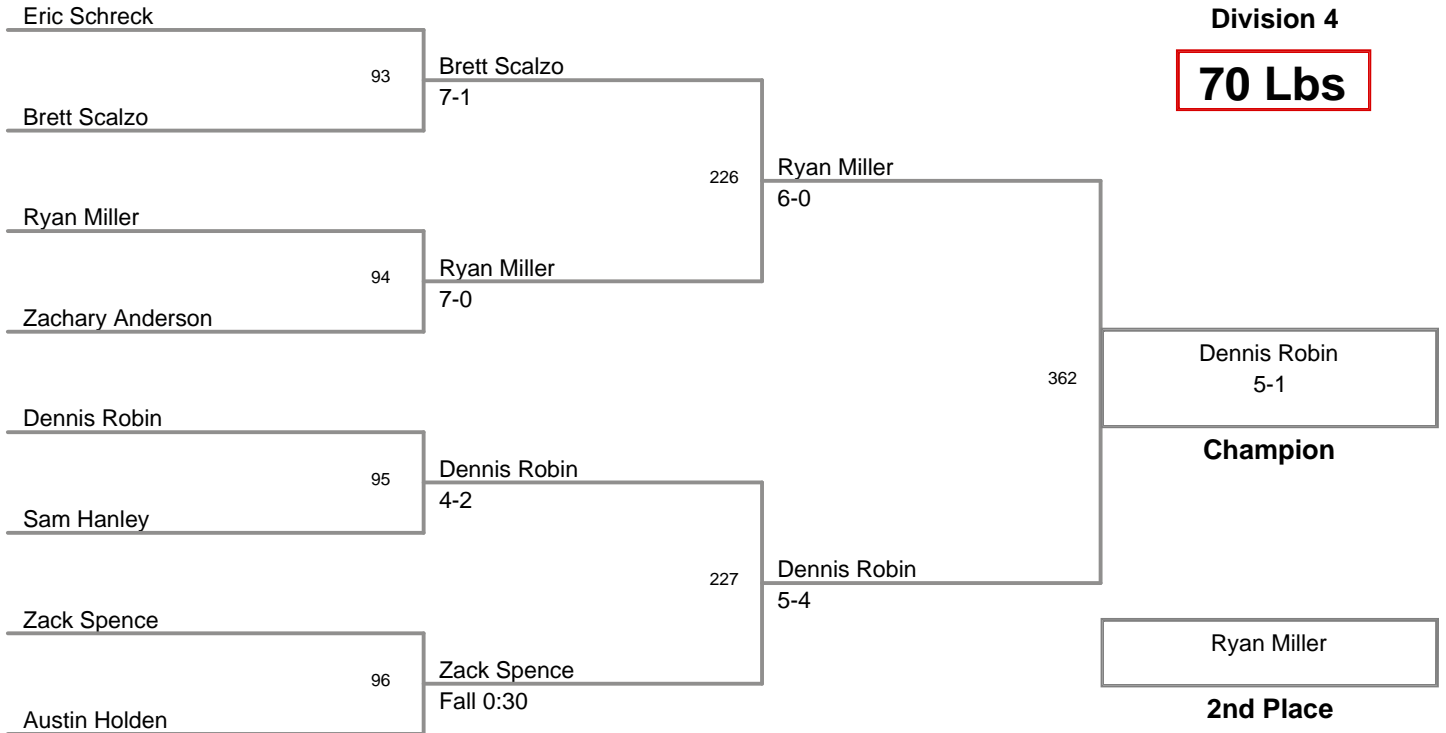 Eric Schreck
Division 4
93
Brett Scalzo
7-1
70 Lbs
Brett Scalzo
226
Ryan Miller
6-0
Ryan Miller
94
Ryan Miller
7-0
Zachary Anderson
362
Dennis Robin
5-1
Champion
Dennis Robin
95
Dennis Robin
4-2
Sam Hanley
227
Dennis Robin
5-4
Zack Spence
Ryan Miller
96
Zack Spence
Fall 0:30
2nd Place
Austin Holden